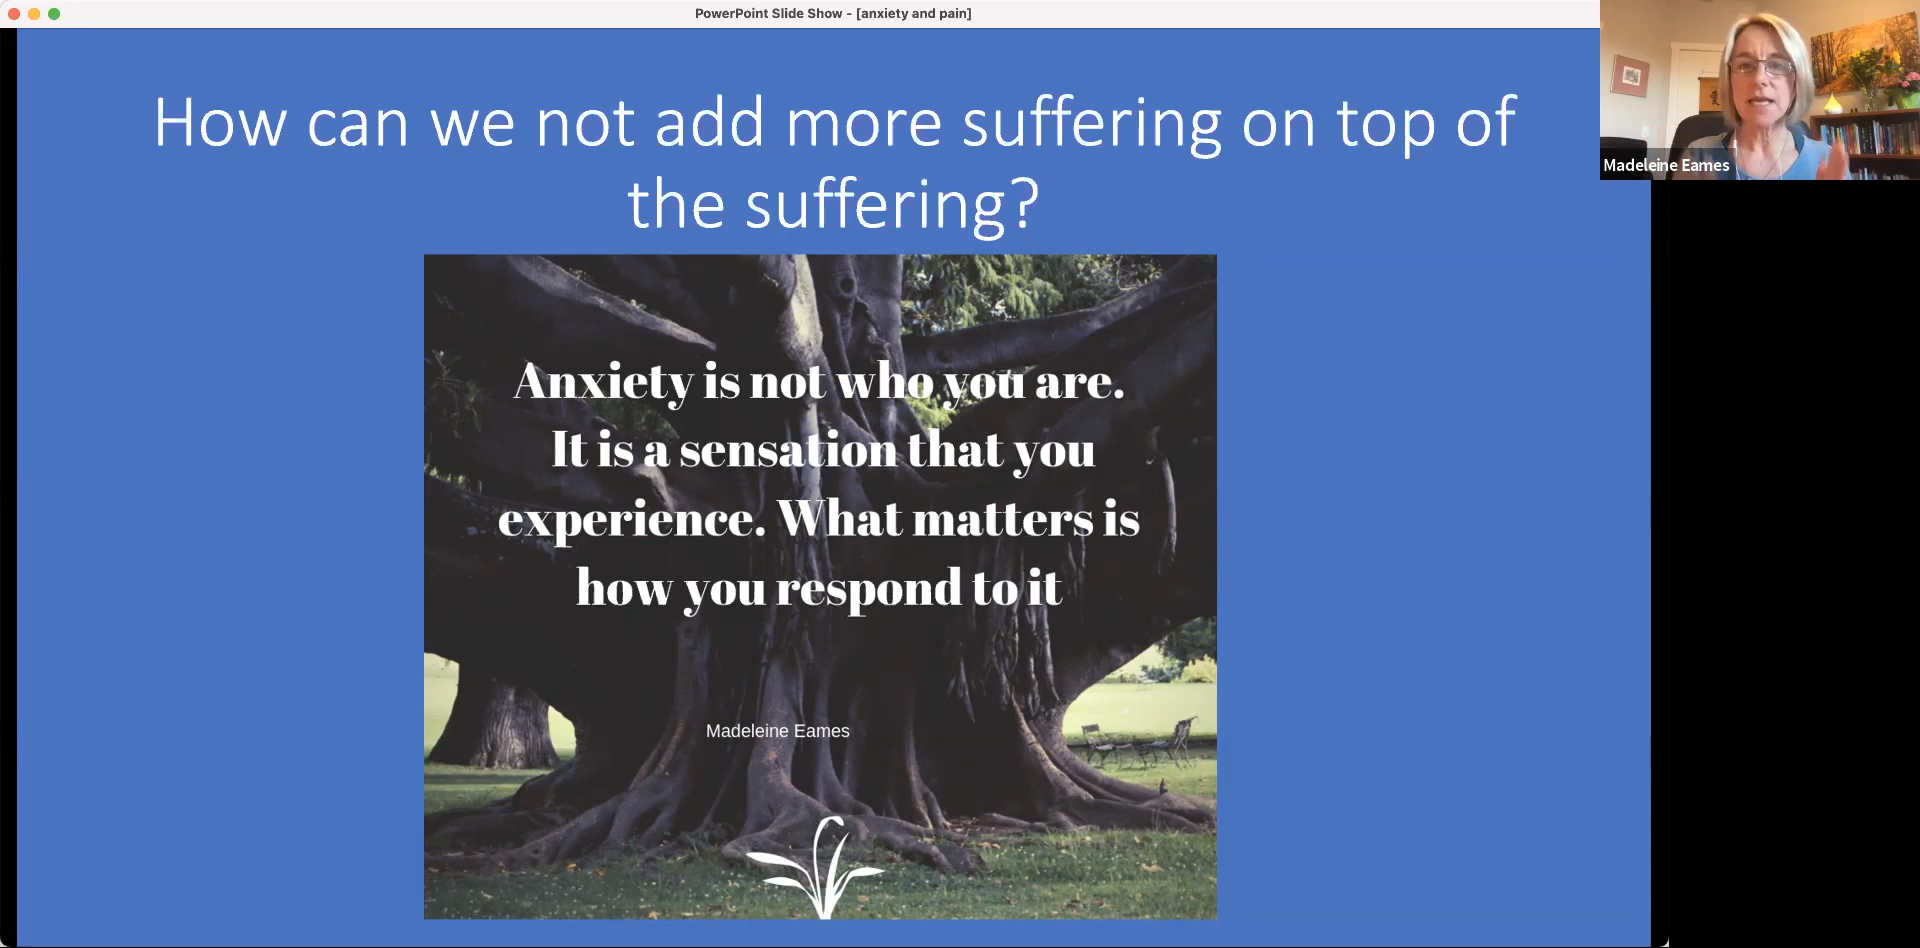 PowerPoint Slide Show - [anxiety and pain]
How can we not add more suffering on top of
the suffering?
Anxiety is not who you are.
It is a sensation that you
experience. What matters is
how you respond to it
Madeleine Eames
Madeleine Eames